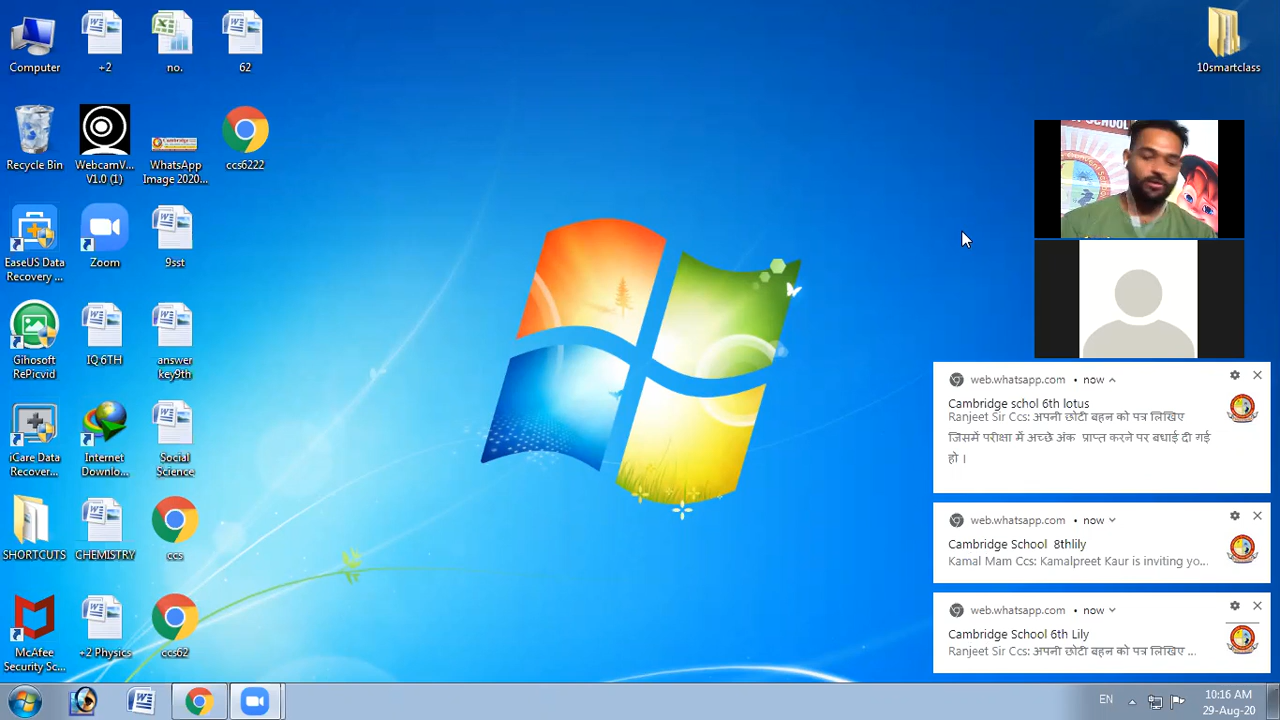 Computer
+2
no.
62
10smartclass
Recycle Bin
WebcamV...
V1.0 (1)
WhatsApp
Image 2020...
ccs6222
SCHOOL
EaseUS Data
Recovery ...
Zoom
9sst
Gihosoft
RePicvid
IQ.6TH
answer
key9th
iCare Data
Recover...
Internet
Downlo...
Social
Science
SHORTCUTS
CHEMISTRY
ccs
McAfee
Security Sc...
+2 Physics
ccs62
web.whatsapp.com • now
Cambridge schol 6th lotus
Ranjeet Sir Ccs: अपनी छोटी बहन को पत्र लिखिए
जिसमें परीक्षा में अच्छे अंक प्राप्त करने पर बधाई दी गई
हो ।
web.whatsapp.com • now
Cambridge School 8thlily
Kamal Mam Ccs: Kamalpreet Kaur is inviting yo...
web.whatsapp.com • now
Cambridge School 6th Lily
Ranjeet Sir Ccs: अपनी छोटी बहन को पत्र लिखिए ...
EN
10:16 AM
29-Aug-20